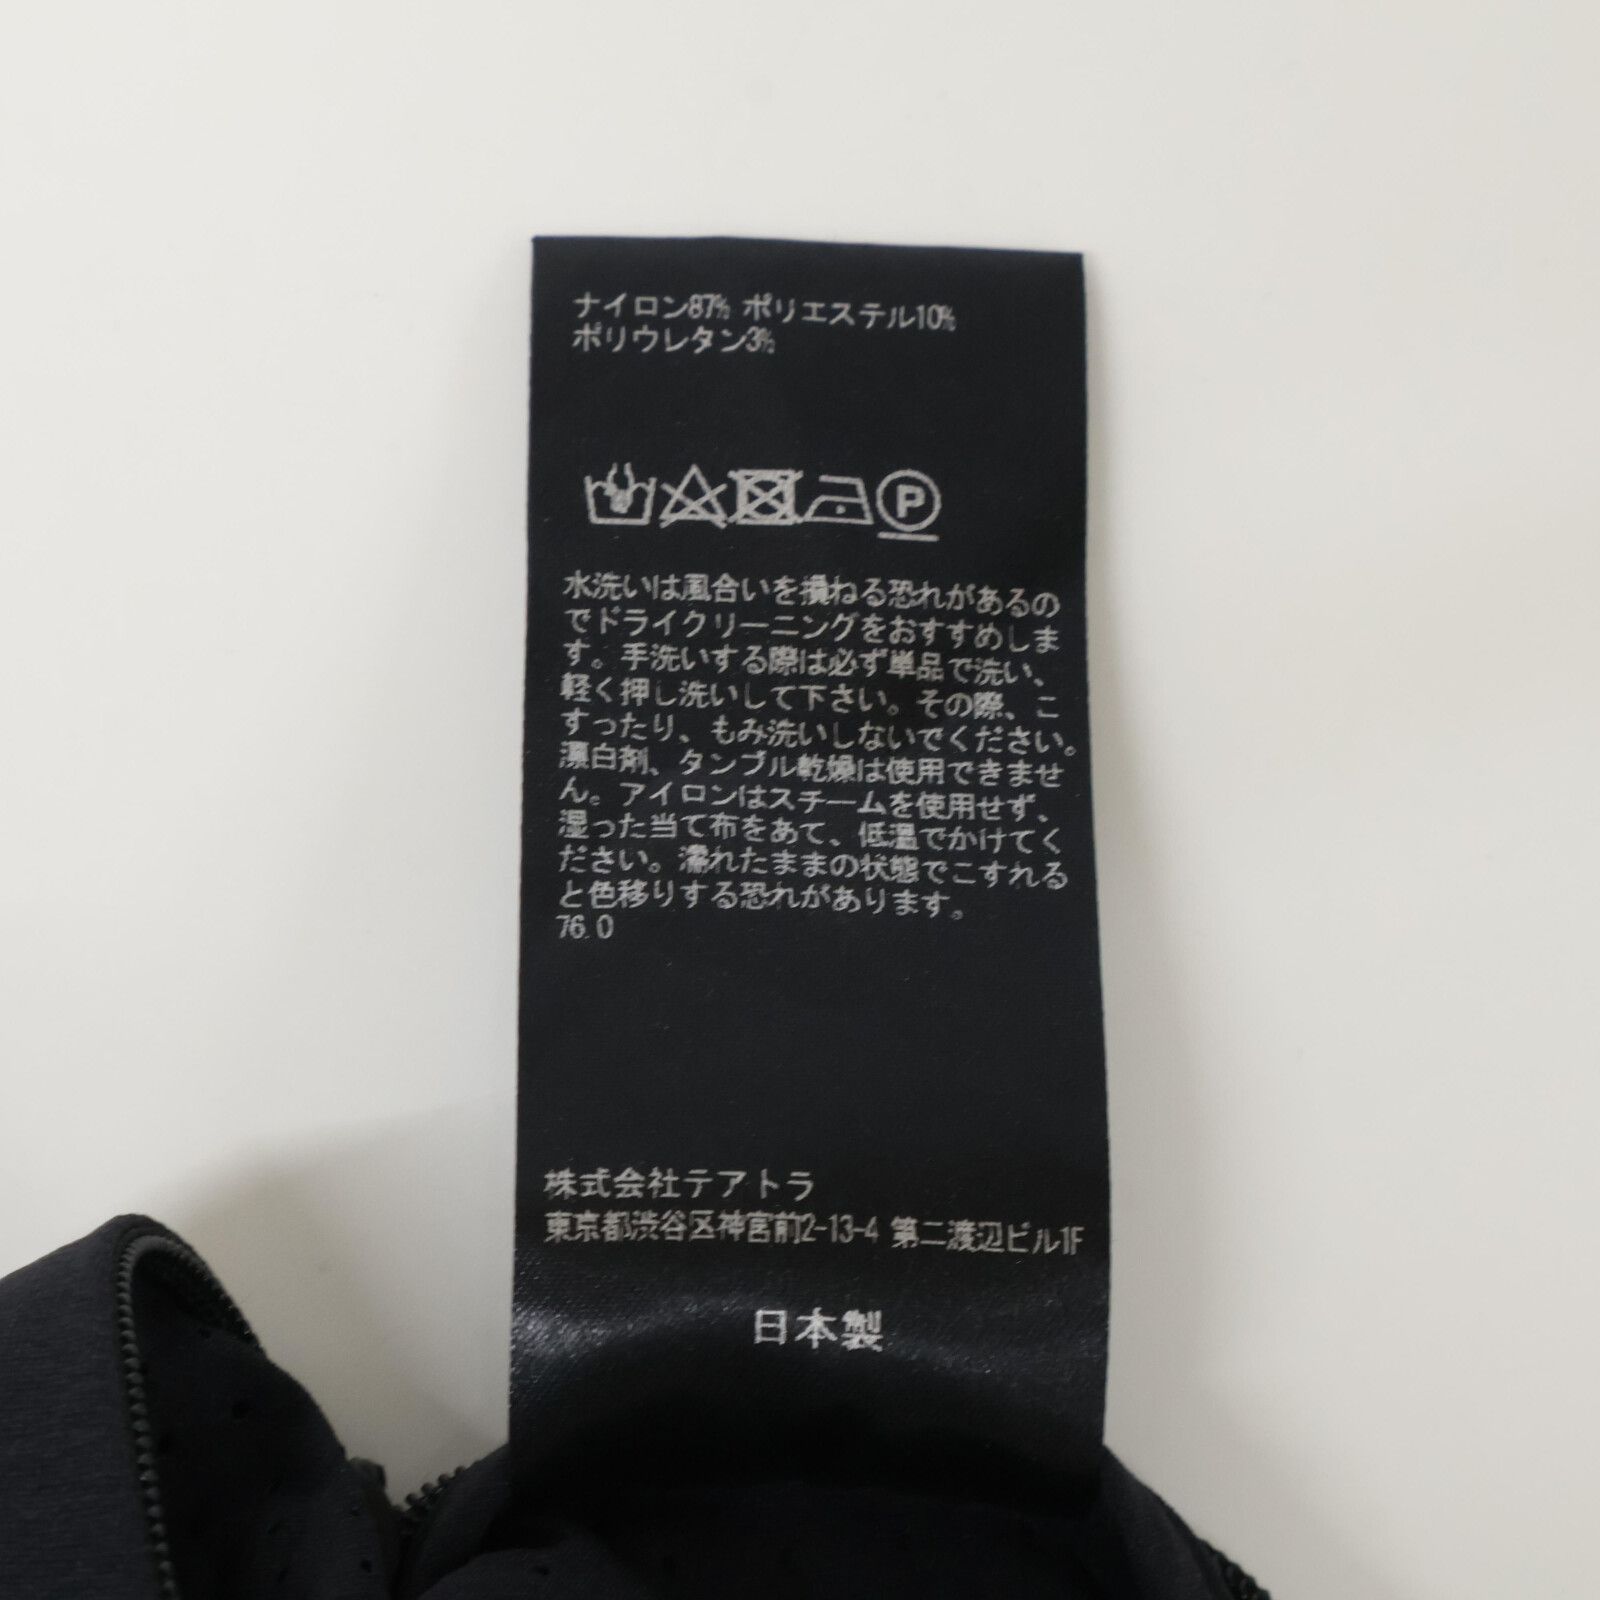 ナイロン87% ポリエステル10%
ポリウレタン3%
P
水洗いは風合いを損ねる恐れがあるの
でドライクリーニングをおすすめしま
す。手洗いする際は必ず単品で洗い、
軽く押し洗いして下さい。その際、こ
すったり、もみ洗いしないでください。
漂白剤、タンブル乾燥は使用できませ
ん。アイロンはスチームを使用せず、
湿った当て布をあて、低温でかけてく
ださい。濡れたままの状態でこすれる
と色移りする恐れがあります。
76.0
株式会社テアトラ
東京都渋谷区神宮前2-13-4 第二渡辺ビル1F
日本製